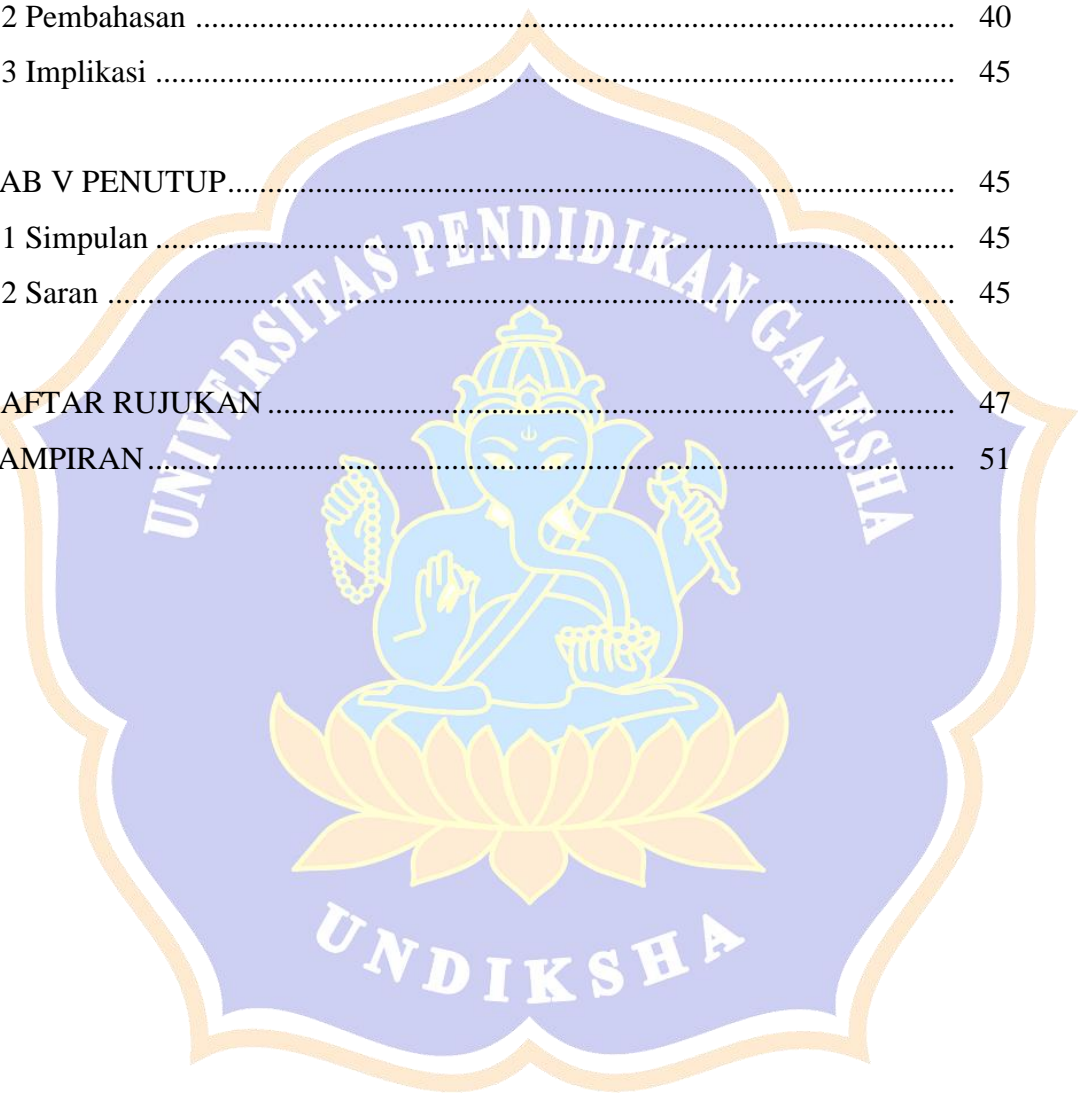 2 Pembahasan ................................................................................ 40
3 Implikasi .................................................................................... 45
AB V PENUTUP............................................................................. 45
1 Simpulan .................................................................................... 45
2 Saran .......................................................................................... 45
AFTAR RUJUKAN ......................................................................... 47
AMPIRAN ...................................................................................... 51
UNIVERSITAS PENDIDIKAN GANESHA
UNDIKSHA